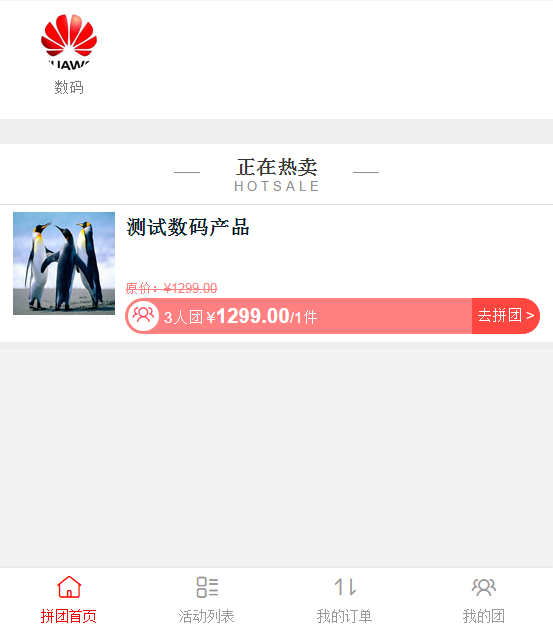 数码
正在热卖
HOTSALE
测试数码产品
原价：¥1299.00
3人团 ¥1299.00/1件
去拼团 >
拼团首页
活动列表
我的订单
我的团